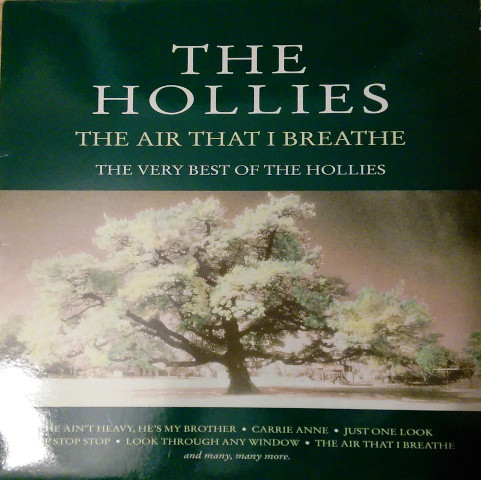 THE
HOLLIES
THE AIR THAT I BREATHE
THE VERY BEST OF THE HOLLIES
HE AIN'T HEAVY, HE'S MY BROTHER • CARRIE ANNE • JUST ONE LOOK
STOP STOP • LOOK THROUGH ANY WINDOW • THE AIR THAT I BREATHE
and many, many more.